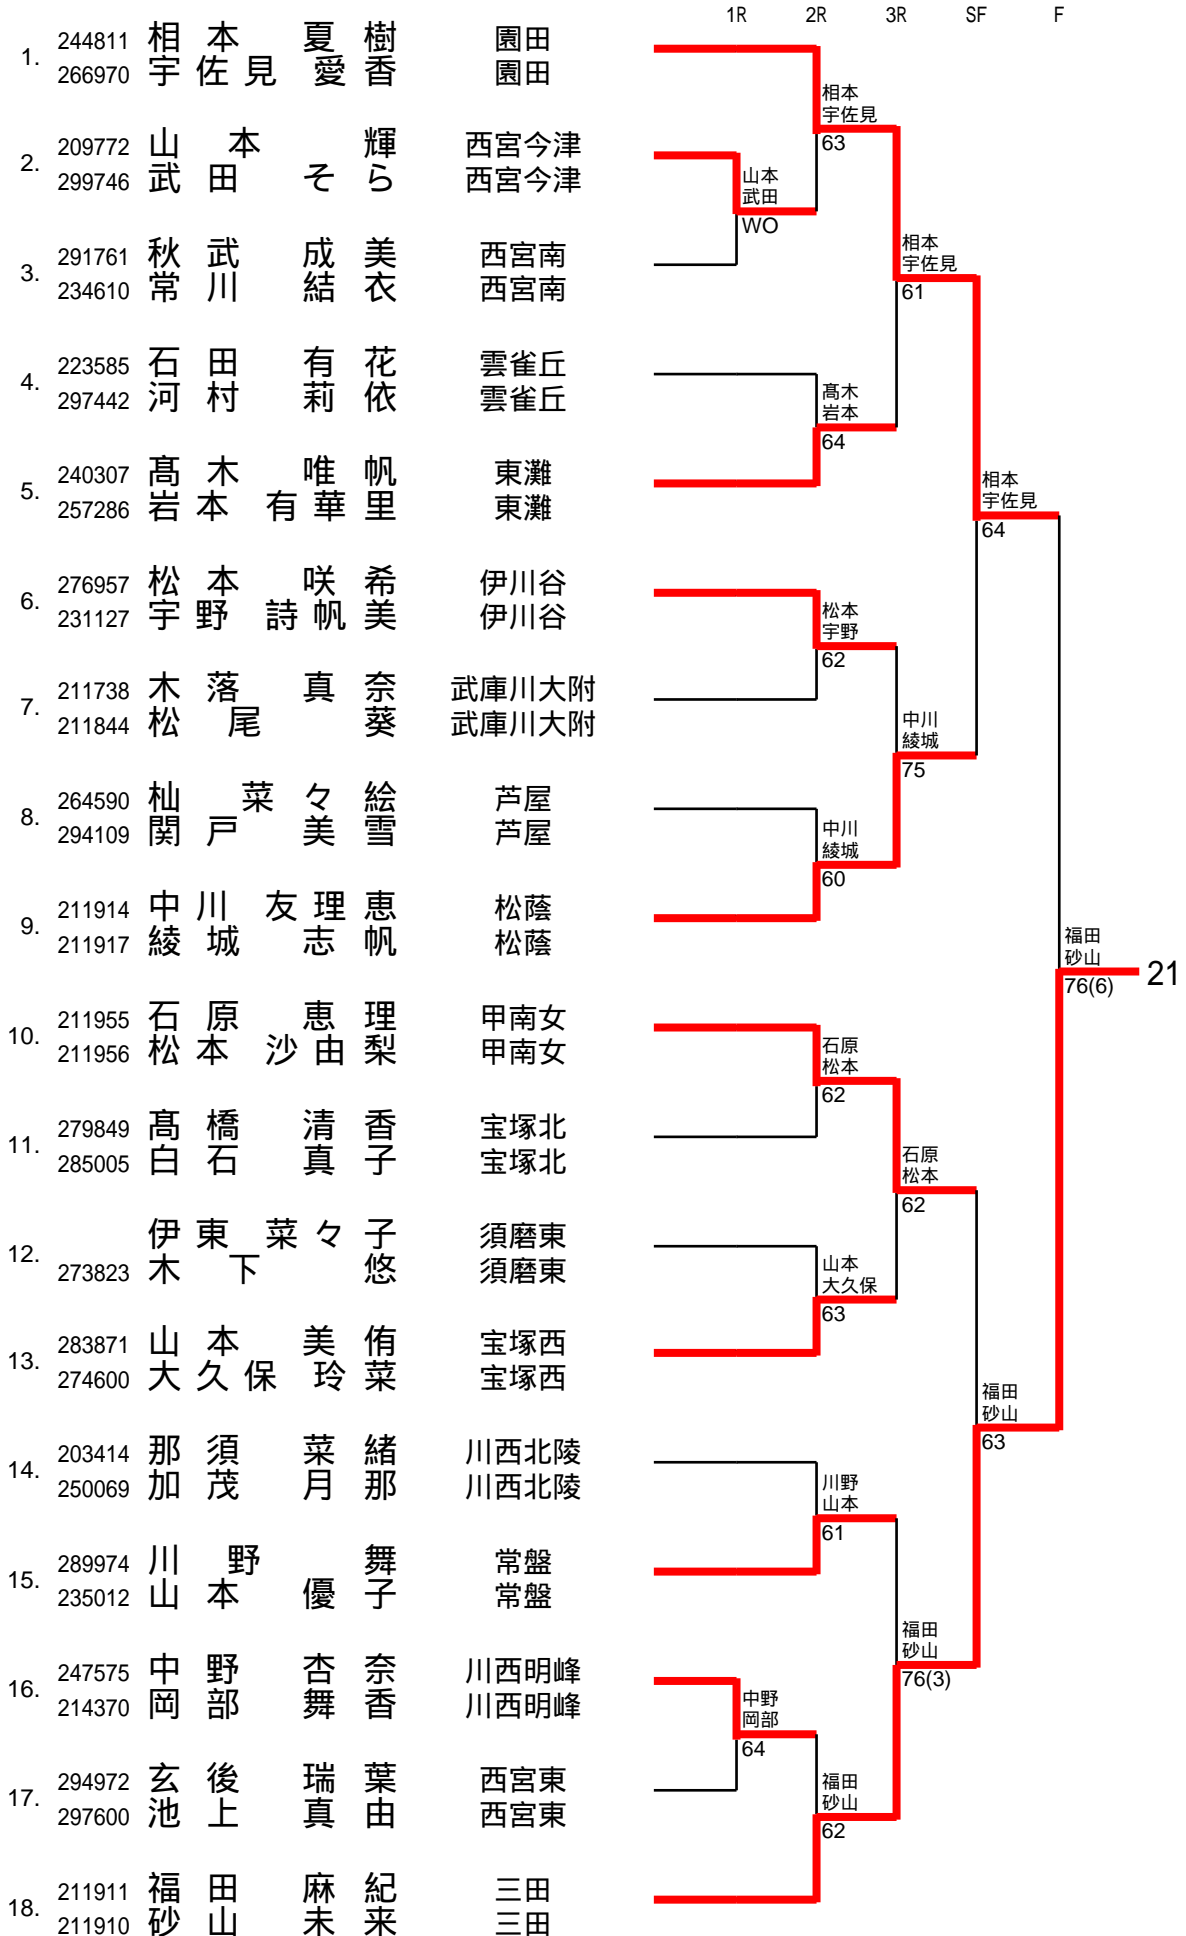 1R 2R 3R SF F
1. 244811 相本 夏樹 園田
266970 宇佐見 愛香 園田
2. 209772 山本 輝 西宮今津
299746 武田 そら 西宮今津
3. 291761 秋武 成美 西宮南
234610 常川 結衣 西宮南
4. 223585 石田 有花 雲雀丘
297442 河村 莉依 雲雀丘
5. 240307 髙木 唯帆 東灘
257286 岩本 有華里 東灘
6. 276957 松本 咲希 伊川谷
231127 宇野 詩帆美 伊川谷
7. 211738 木落 真奈 武庫川大附
211844 松尾 葵 武庫川大附
8. 264590 杣 菜々絵 芦屋
294109 関戸 美雪 芦屋
9. 211914 中川 友理恵 松蔭
211917 綾城 志帆 松蔭
10. 211955 石原 恵理 甲南女
211956 松本 沙由梨 甲南女
11. 279849 髙橋 清香 宝塚北
285005 白石 真子 宝塚北
12. 伊東 菜々子 須磨東
273823 木下 悠 須磨東
13. 283871 山本 美侑 宝塚西
274600 大久保 玲菜 宝塚西
14. 203414 那須 菜緒 川西北陵
250069 加茂 月那 川西北陵
15. 289974 川野 舞 常盤
235012 山本 優子 常盤
16. 247575 中野 杏奈 川西明峰
214370 岡部 舞香 川西明峰
17. 294972 玄後 瑞葉 西宮東
297600 池上 真由 西宮東
18. 211911 福田 麻紀 三田
211910 砂山 未来 三田
山本
武田
WO
中野
岡部
64
相本
宇佐見
63
髙木
岩本
64
松本
宇野
62
中川
綾城
60
石原
松本
62
山本
大久保
63
川野
山本
61
福田
砂山
62
相本
宇佐見
61
中川
綾城
75
石原
松本
62
福田
砂山
76(3)
相本
宇佐見
64
福田
砂山
63
福田
砂山
76(6)
21